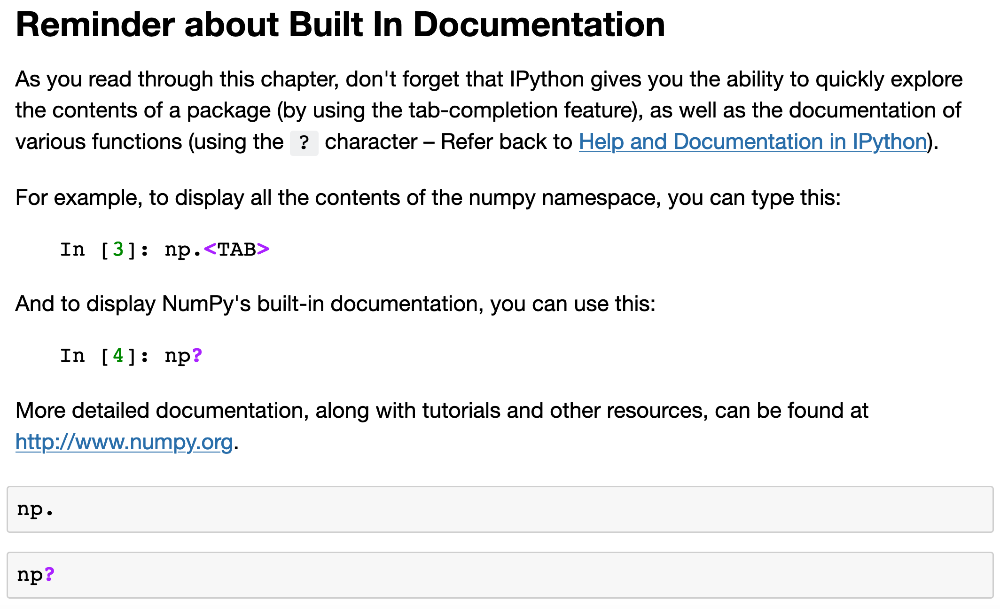 Reminder about Built In Documentation
As you read through this chapter, don't forget that IPython gives you the ability to quickly explore
the contents of a package (by using the tab-completion feature), as well as the documentation of
various functions (using the ? character – Refer back to Help and Documentation in IPython).
For example, to display all the contents of the numpy namespace, you can type this:
In [3]: np.<TAB>
And to display NumPy's built-in documentation, you can use this:
In [4]: np?
More detailed documentation, along with tutorials and other resources, can be found at
http://www.numpy.org.
np.
np?